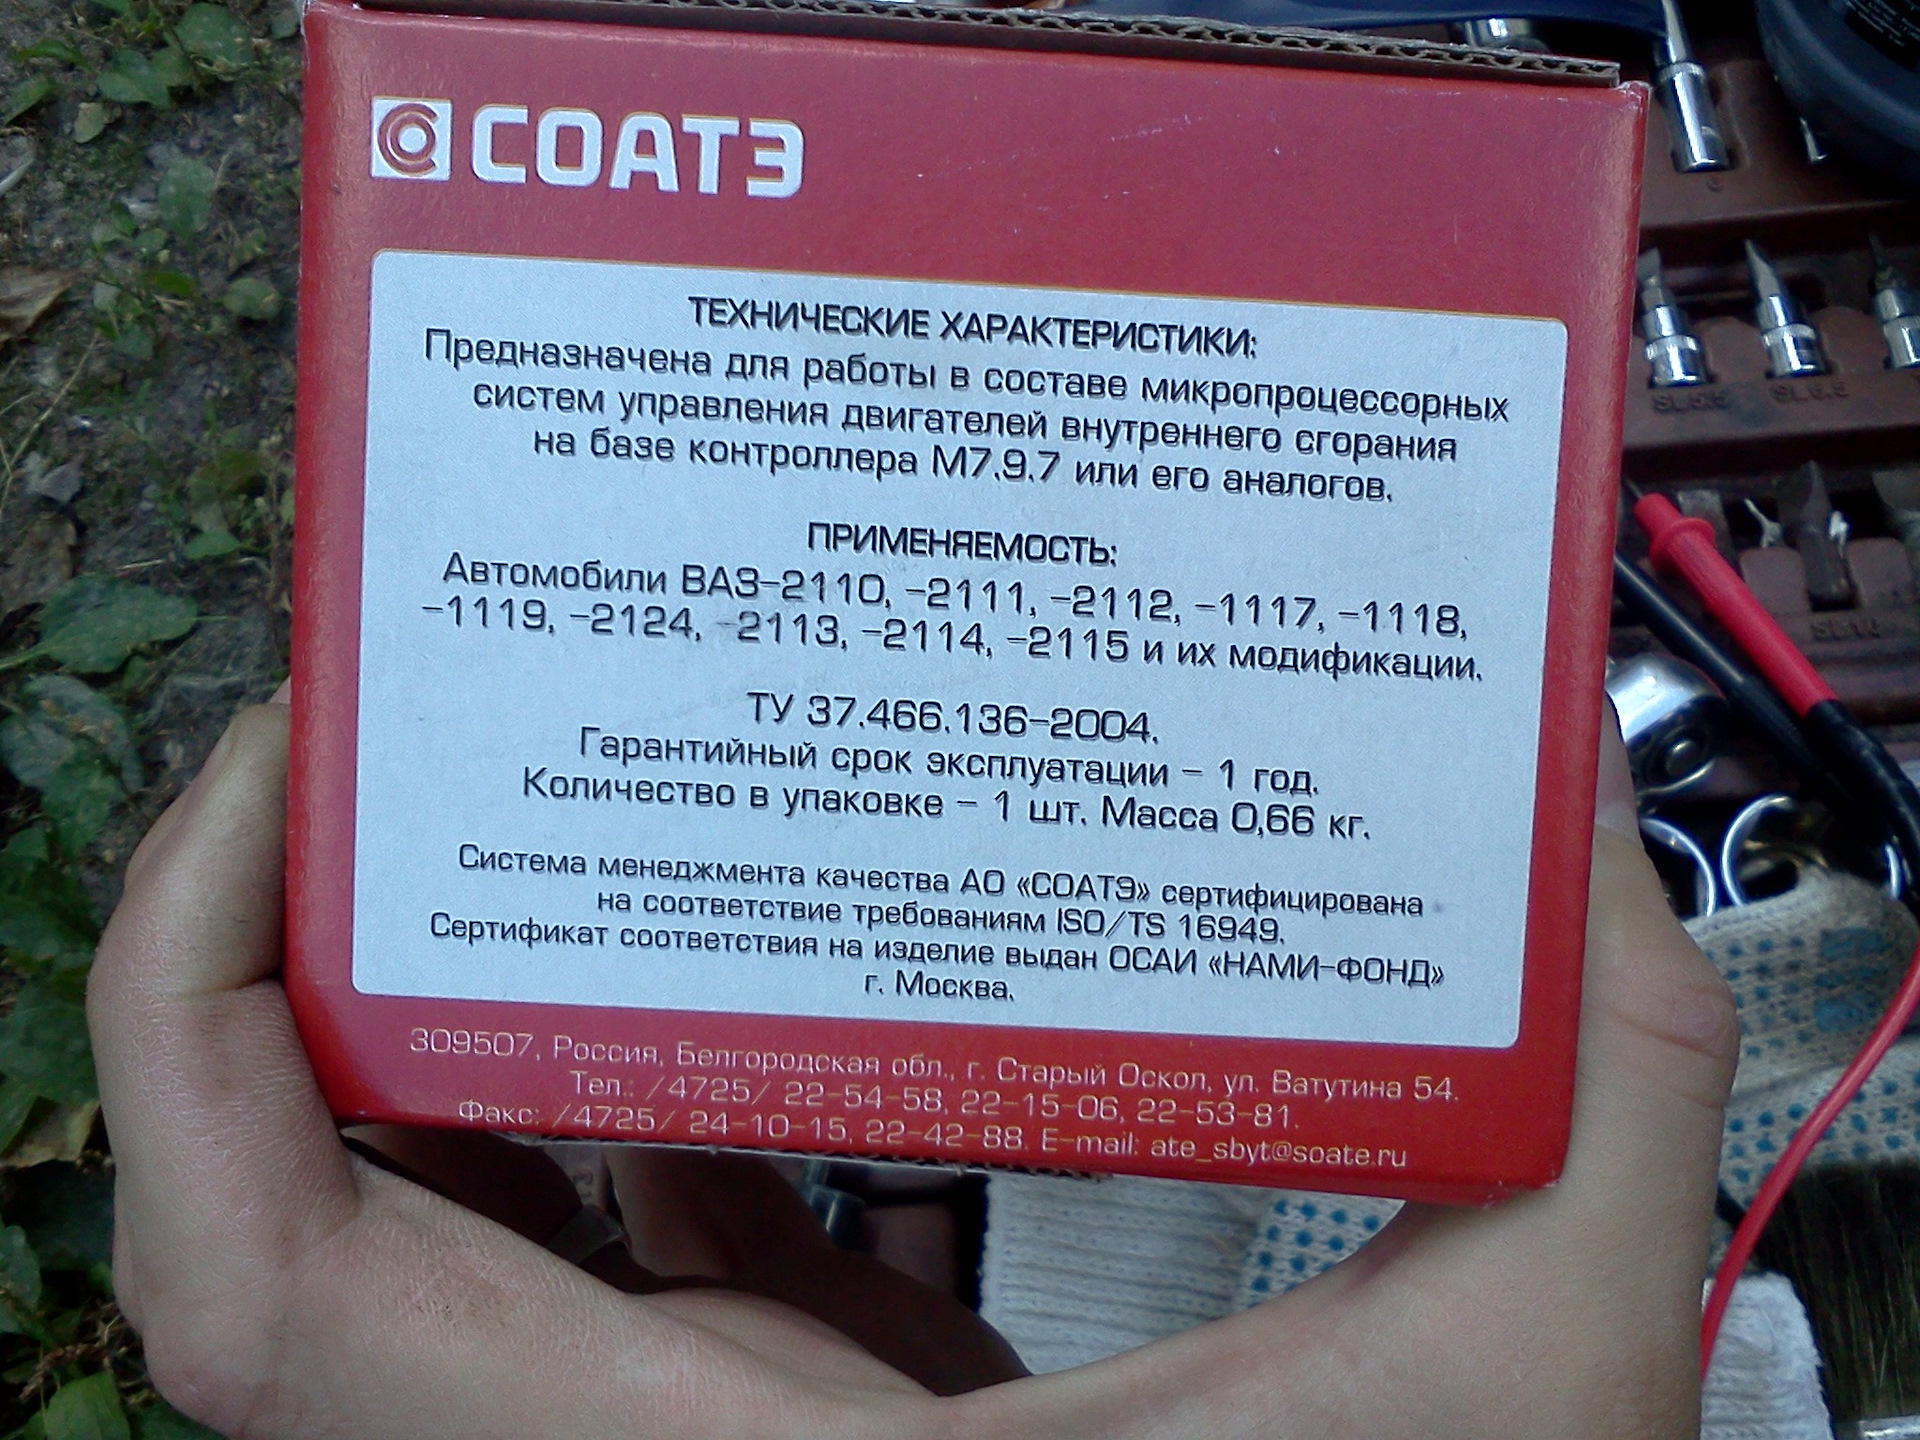 СОАТЭ
ТЕХНИЧЕСКИЕ ХАРАКТЕРИСТИКИ:
Предназначена для работы в составе микропроцессорных
систем управления двигателей внутреннего сгорания
на базе контроллера М7.9.7 или его аналогов.
ПРИМЕНЯЕМОСТЬ:
Автомобили ВАЗ-2110, -2111, -2112, -1117, -1118,
-1119, -2124, -2113, -2114, -2115 и их модификации.
ТУ 37.466.136-2004.
Гарантийный срок эксплуатации – 1 год.
Количество в упаковке – 1 шт. Масса 0,66 кг.
Система менеджмента качества АО «СОАТЭ» сертифицирована
на соответствие требованиям ISO/TS 16949.
Сертификат соответствия на изделие выдан ОСАИ «НАМИ-ФОНД»
г. Москва.
309507, Россия, Белгородская обл., г. Старый Оскол, ул. Ватутина 54.
Тел.: /4725/ 22-54-58, 22-15-06, 22-53-81.
Факс: /4725/ 24-10-15, 22-42-88. E-mail: ate_sbyt@soate.ru
SL5.5 SL6.5